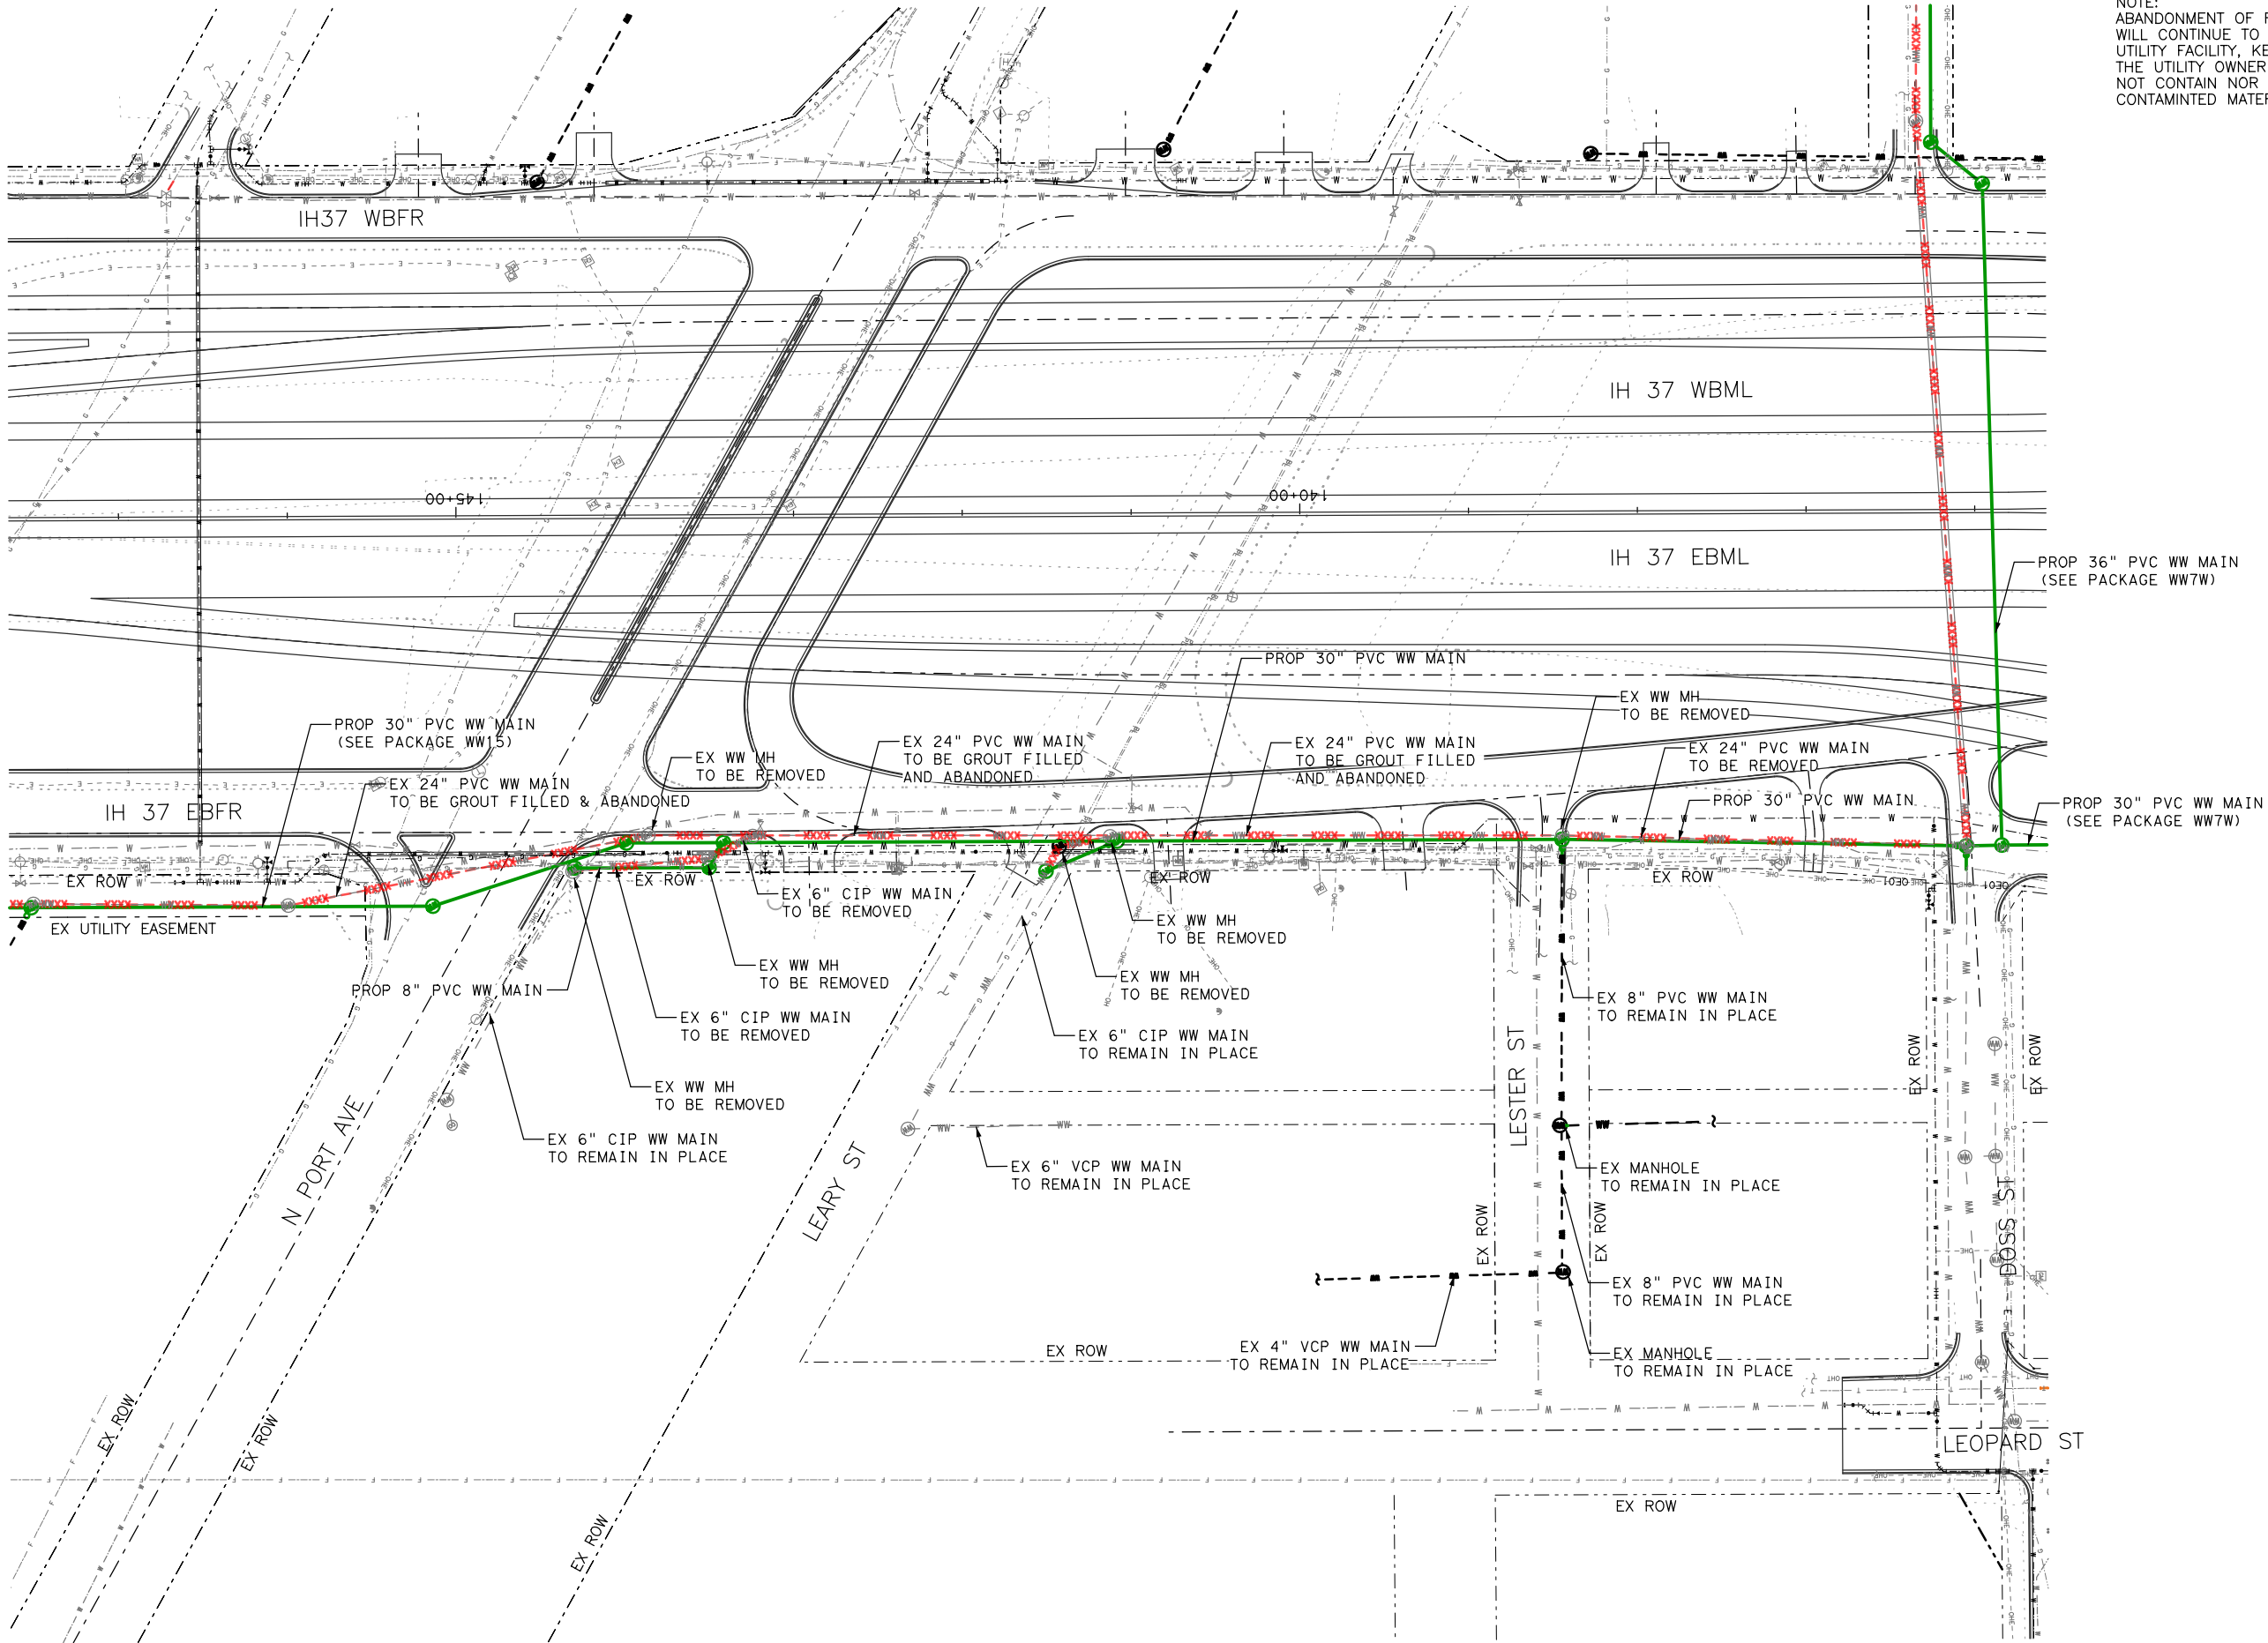 NOTE:
ABANDONMENT OF
WILL CONTINUE TO
UTILITY FACILITY,
THE UTILITY OWNER
NOT CONTAIN NOR
CONTAMINTED
IH37 WBFR
IH 37 WBML
145+00
140+00
IH 37 EBML
PROP 36" PVC WW MAIN
(SEE PACKAGE WW7W)
PROP 30" PVC WW MAIN
EX WW MH
TO BE REMOVED
PROP 30" PVC WW MAIN
(SEE PACKAGE WW15)
EX WW MH
TO BE REMOVED
EX 24" PVC WW MAIN
TO BE GROUT FILLED
AND ABANDONED
EX 24" PVC WW MAIN
TO BE GROUT FILLED
AND ABANDONED
EX 24" PVC WW MAIN
TO BE REMOVED
EX 24" PVC WW MAIN
TO BE GROUT FILLED & ABANDONED
IH 37 EBFR
PROP 30" PVC WW MAIN
PROP 30" PVC WW MAIN
(SEE PACKAGE WW7W)
EX ROW
EX ROW
EX ROW
EX ROW
EX UTILITY EASEMENT
EX 6" CIP WW MAIN
TO BE REMOVED
EX WW MH
TO BE REMOVED
EX WW MH
TO BE REMOVED
EX WW MH
TO BE REMOVED
PROP 8" PVC WW MAIN
EX 8" PVC WW MAIN
TO REMAIN IN PLACE
EX 6" CIP WW MAIN
TO BE REMOVED
EX 6" CIP WW MAIN
TO REMAIN IN PLACE
EX WW MH
TO BE REMOVED
EX 6" CIP WW MAIN
TO REMAIN IN PLACE
N PORT AVE
LEARY ST
LESTER ST
DOSS ST
EX ROW
EX ROW
EX 6" VCP WW MAIN
TO REMAIN IN PLACE
EX MANHOLE
TO REMAIN IN PLACE
EX ROW
EX ROW
EX 8" PVC WW MAIN
TO REMAIN IN PLACE
EX ROW
EX 4" VCP WW MAIN
TO REMAIN IN PLACE
EX MANHOLE
TO REMAIN IN PLACE
EX ROW
EX ROW
EX ROW
LEOPARD ST
EX ROW